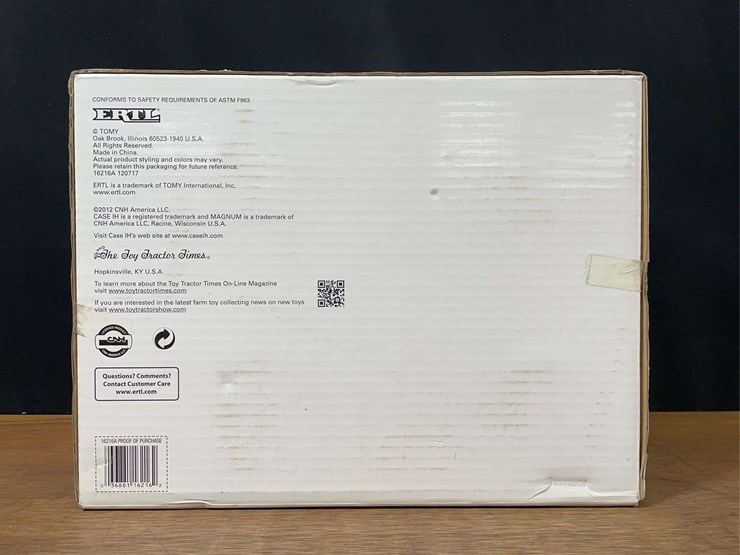 CONFORMS TO SAFETY REQUIREMENTS OF ASTM F963
ERTL
© TOMY
Oak Brook, Illinois 60523-1940 U.S.A.
All Rights Reserved.
Made in China.
Actual product styling and colors may vary.
Please retain this packaging for future reference.
16216A 120717
ERTL is a trademark of TOMY International, Inc.
www.ertl.com
©2012 CNH America LLC.
CASE IH is a registered trademark and MAGNUM is a trademark of
CNH America LLC, Racine, Wisconsin U.S.A.
Visit Case IH's web site at www.caseih.com
The Toy Tractor Times
Hopkinsville, KY U.S.A.
To learn more about the Toy Tractor Times On-Line Magazine
visit www.toytractortimes.com
If you are interested in the latest farm toy collecting news on new toys
visit www.toytractorshow.com
CNH
Questions? Comments?
Contact Customer Care
www.ertl.com
16216A PROOF OF PURCHASE
36881 16216